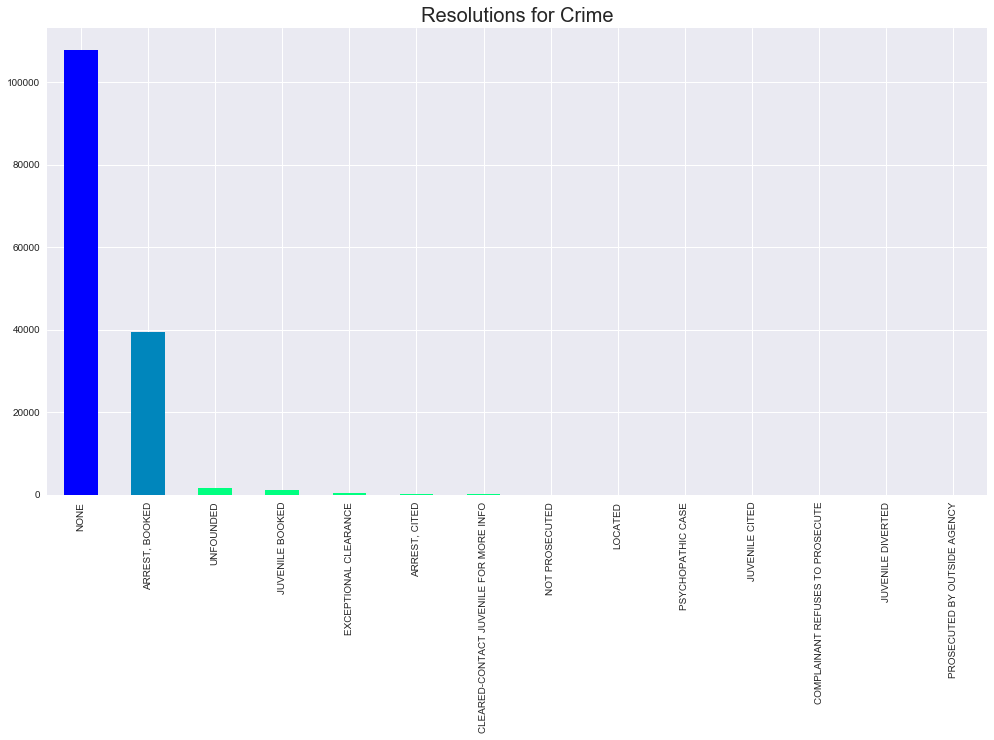 Resolutions for Crime
100000
80000
60000
40000
20000
0
NONE
ARREST, BOOKED
UNFOUNDED
JUVENILE BOOKED
EXCEPTIONAL CLEARANCE
ARREST, CITED
CLEARED-CONTACT JUVENILE FOR MORE INFO
NOT PROSECUTED
LOCATED
PSYCHOPATHIC CASE
JUVENILE CITED
COMPLAINANT REFUSES TO PROSECUTE
JUVENILE DIVERTED
PROSECUTED BY OUTSIDE AGENCY